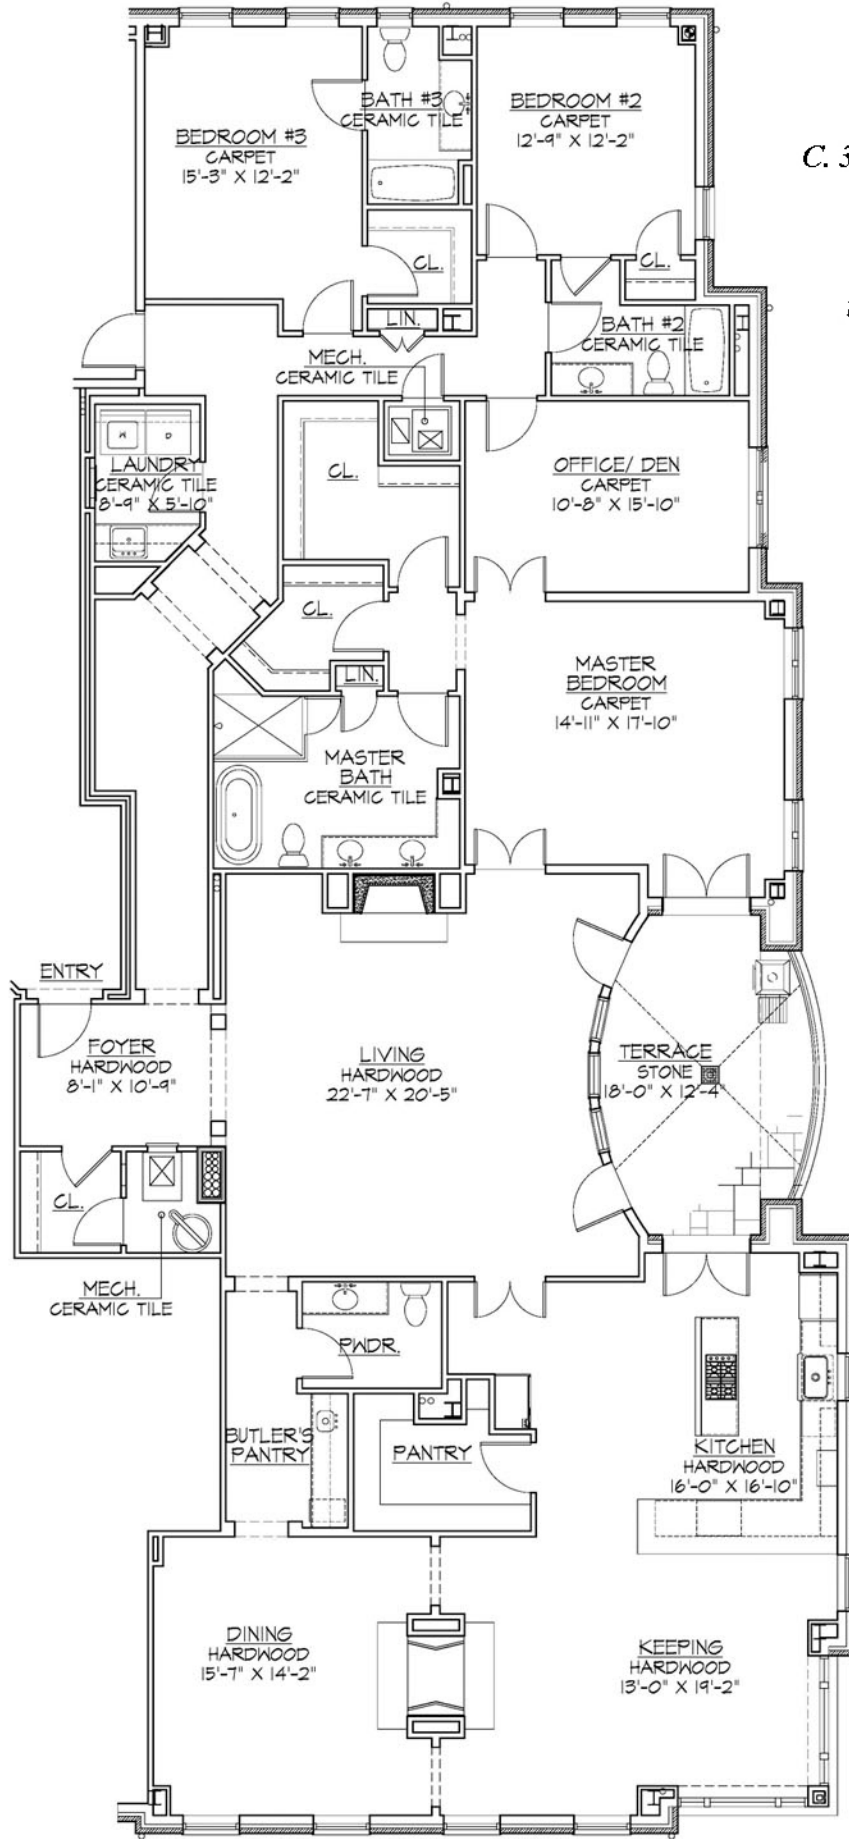 BATH #3
CERAMIC TILE
BEDROOM #2
CARPET
12'-9" X 12'-2"
BEDROOM #3
CARPET
15'-3" X 12'-2"
C. 3
CL.
CL.
LIN.
BATH #2
CERAMIC TILE
MECH.
CERAMIC TILE
LAUNDRY
CERAMIC TILE
8'-9" X 5'-10"
D
CL.
OFFICE/ DEN
CARPET
10'-8" X 15'-10"
CL.
LIN.
MASTER
BEDROOM
CARPET
14'-11" X 17'-10"
MASTER
BATH
CERAMIC TILE
ENTRY
FOYER
HARDWOOD
8'-1" X 10'-9"
LIVING
HARDWOOD
22'-7" X 20'-5"
TERRACE
STONE
18'-0" X 12'-4"
CL.
MECH.
CERAMIC TILE
PWDR.
BUTLER'S
PANTRY
PANTRY
KITCHEN
HARDWOOD
16'-0" X 16'-10"
DINING
HARDWOOD
15'-7" X 14'-2"
KEEPING
HARDWOOD
13'-0" X 19'-2"